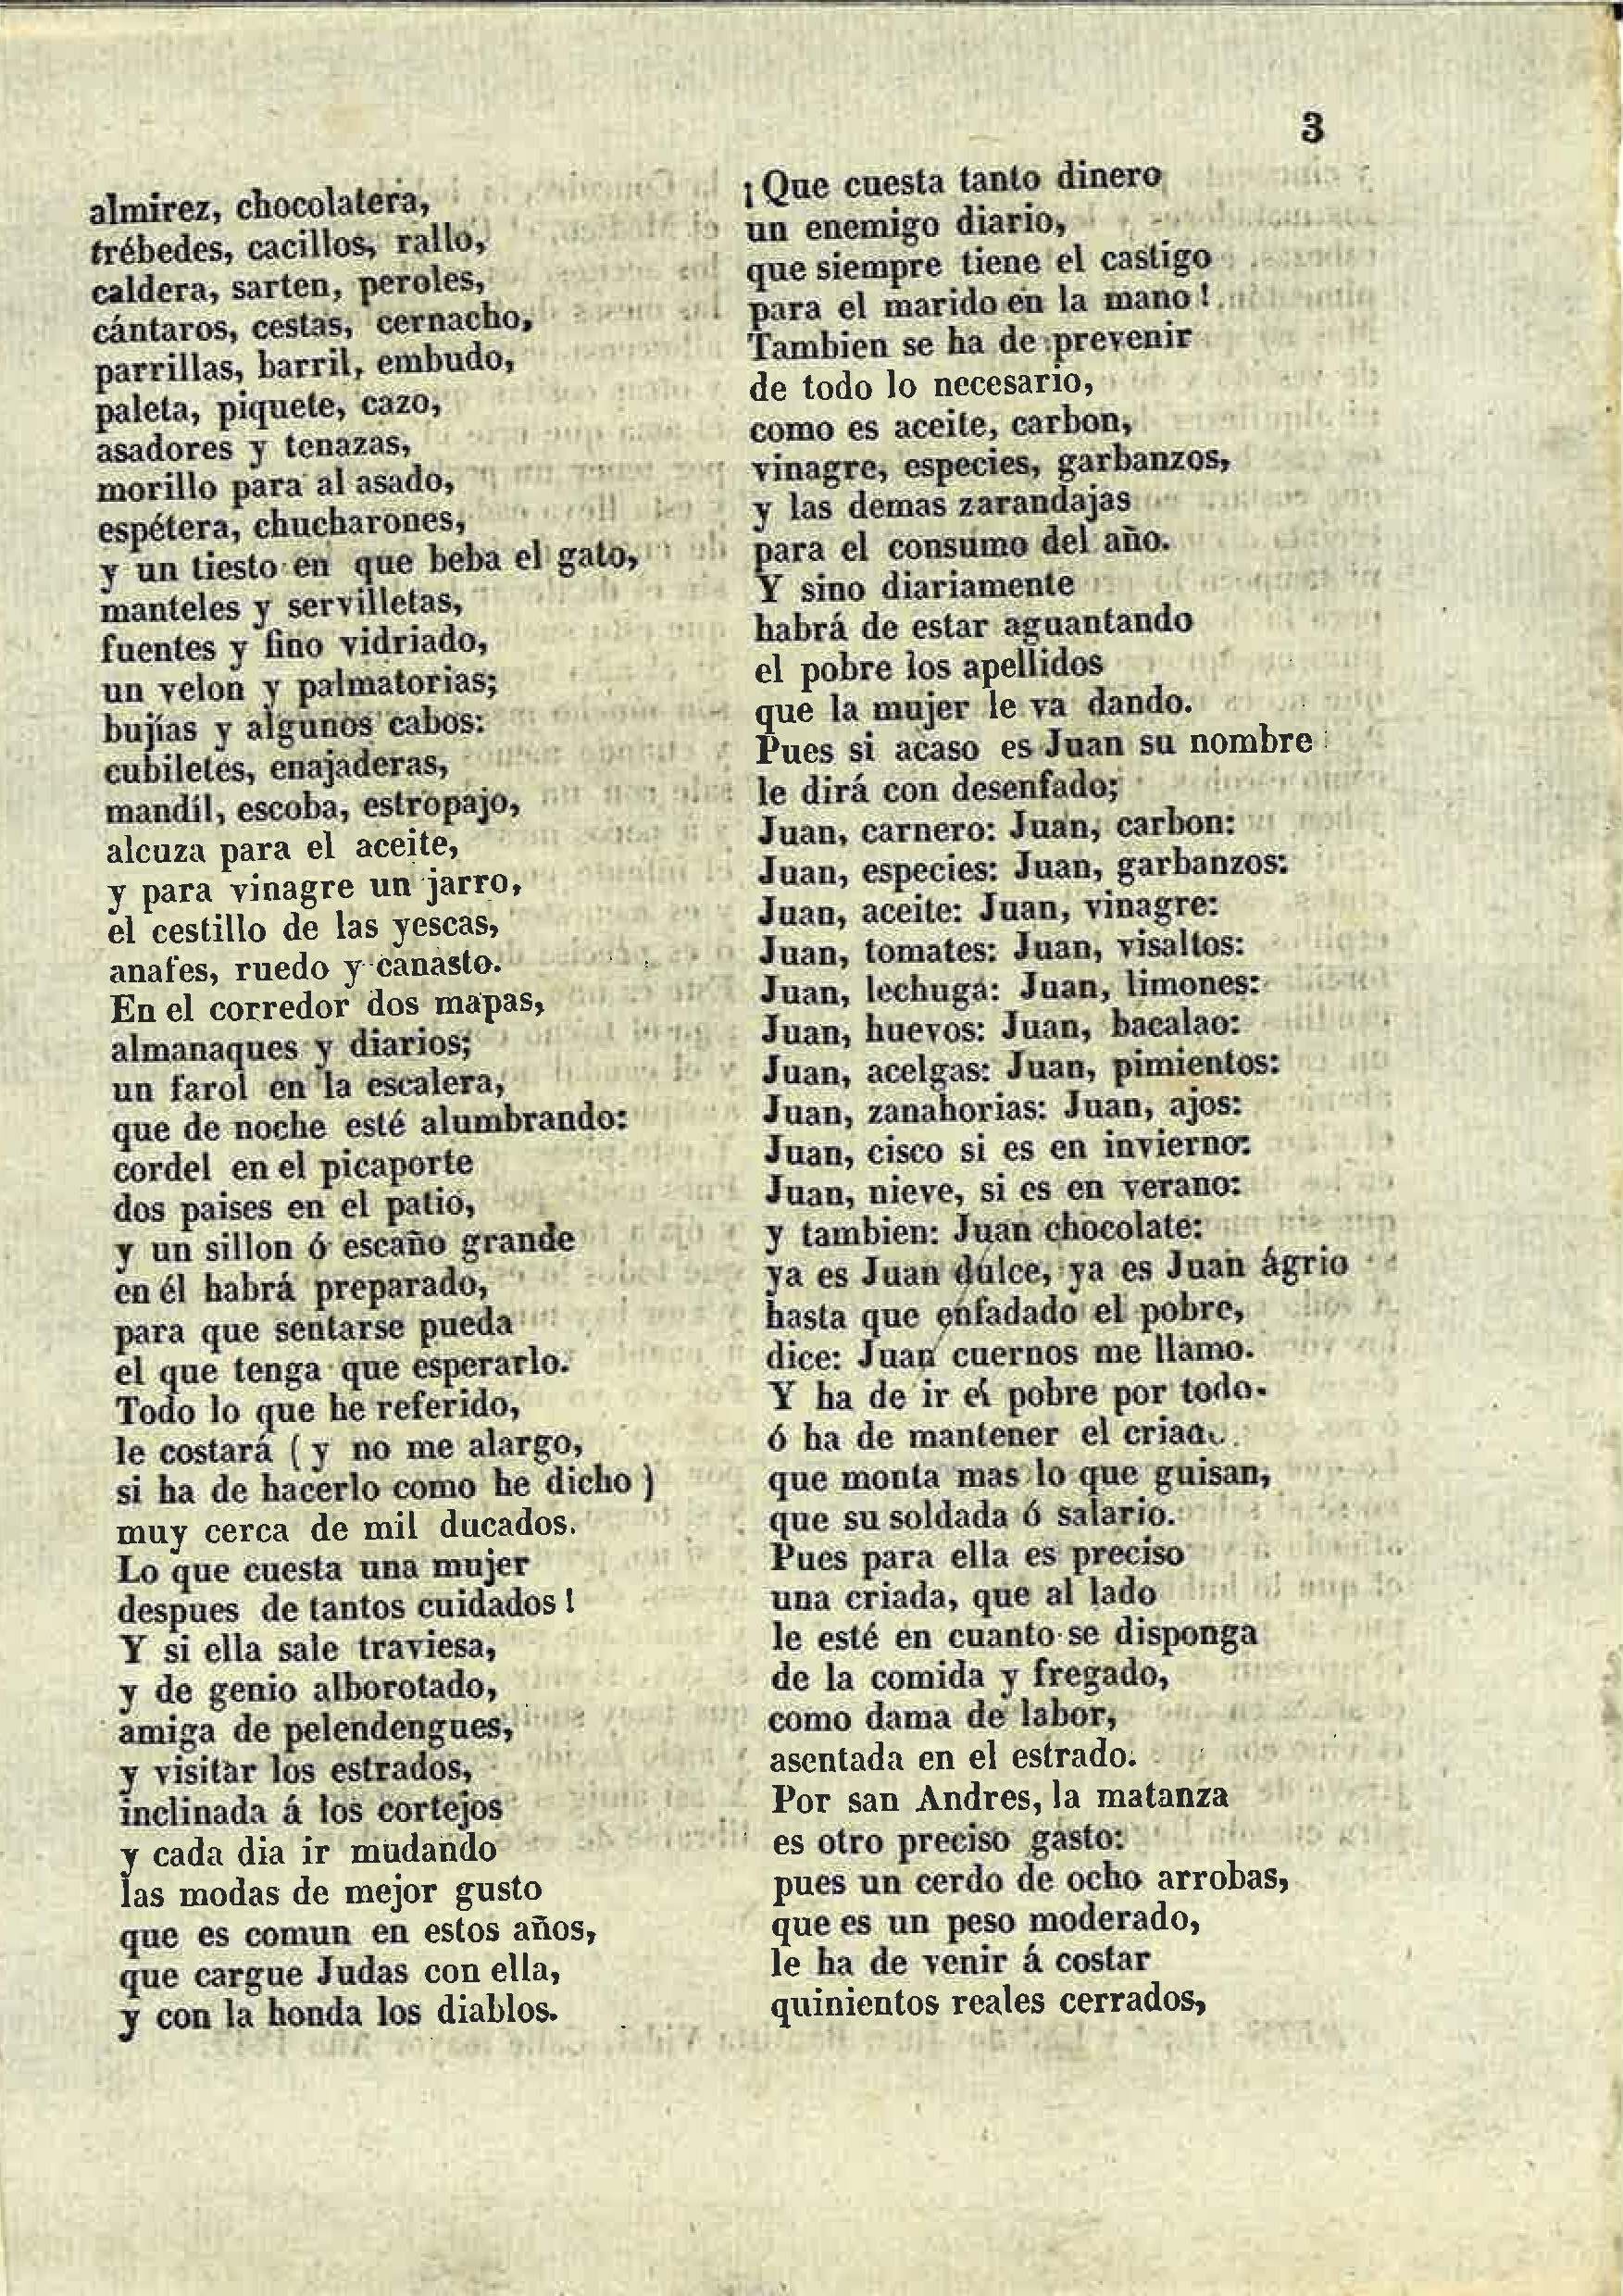 3
almirez, chocolatera,
trébedes, cacillos, rallo,
caldera, sarten, peroles,
cántaros, cestas, cernacho,
parrillas, barril, embudo,
paleta, piquete, cazo,
asadores y tenazas,
morillo para al asado,
espétera, chucharones,
y un tiesto en que beba el gato,
manteles y servilletas,
fuentes y fino vidriado,
un velon y palmatorias;
bujías y algunos cabos:
cubiletes, enajaderas,
mandíl, escoba, estropajo,
alcuza para el aceite,
y para vinagre un jarro,
el cestillo de las yescas,
anafes, ruedo y canasto.
En el corredor dos mapas,
almanaques y diarios;
un farol en la escalera,
que de noche esté alumbrando:
cordel en el picaporte
dos paises en el patio,
y un sillon ó escaño grande
en él habrá preparado,
para que sentarse pueda
el que tenga que esperarlo.
Todo lo que he referido,
le costará ( y no me alargo,
si ha de hacerlo como he dicho )
muy cerca de mil ducados.
Lo que cuesta una mujer
despues de tantos cuidados !
Y si ella sale traviesa,
y de genio alborotado,
amiga de pelendengues,
y visitar los estrados,
inclinada á los cortejos
y cada dia ir mudando
las modas de mejor gusto
que es comun en estos años,
que cargue Judas con ella,
y con la honda los diablos.
¡Que cuesta tanto dinero
un enemigo diario,
que siempre tiene el castigo
para el marido en la mano !
Tambien se ha de prevenir
de todo lo necesario,
como es aceite, carbon,
vinagre, especies, garbanzos,
y las demas zarandajas
para el consumo del año.
Y sino diariamente
habrá de estar aguantando
el pobre los apellidos
que la mujer le va dando.
Pues si acaso es Juan su nombre
le dirá con desenfado;
Juan, carnero: Juan, carbon:
Juan, especies: Juan, garbanzos:
Juan, aceite: Juan, vinagre:
Juan, tomates: Juan, visaltos:
Juan, lechuga: Juan, limones:
Juan, huevos: Juan, bacalao:
Juan, acelgas: Juan, pimientos:
Juan, zanahorias: Juan, ajos:
Juan, cisco si es en invierno:
Juan, nieve, si es en verano:
y tambien: Juan chocolate:
ya es Juan dulce, ya es Juan ágrio
hasta que enfadado el pobre,
dice: Juan cuernos me llamo.
Y ha de ir el pobre por todo.
ó ha de mantener el criado
que monta mas lo que guisan,
que su soldada ó salario.
Pues para ella es preciso
una criada, que al lado
le esté en cuanto se disponga
de la comida y fregado,
como dama de labor,
asentada en el estrado.
Por san Andres, la matanza
es otro preciso gasto:
pues un cerdo de ocho arrobas,
que es un peso moderado,
le ha de venir á costar
quinientos reales cerrados,